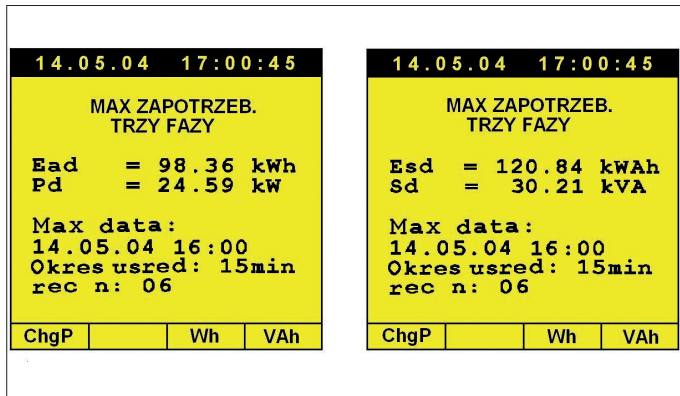 14.05.04 17:00:45
MAX ZAPOTRZEB.
TRZY FAZY
Ead = 98.36 kWh
Pd = 24.59 kW
Max data:
14.05.04 16:00
Okres usred: 15min
rec n: 06
ChgP Wh VAh
14.05.04 17:00:45
MAX ZAPOTRZEB.
TRZY FAZY
Esd = 120.84 kWAh
Sd = 30.21 kVA
Max data:
14.05.04 16:00
Okres usred: 15min
rec n: 06
ChgP Wh VAh